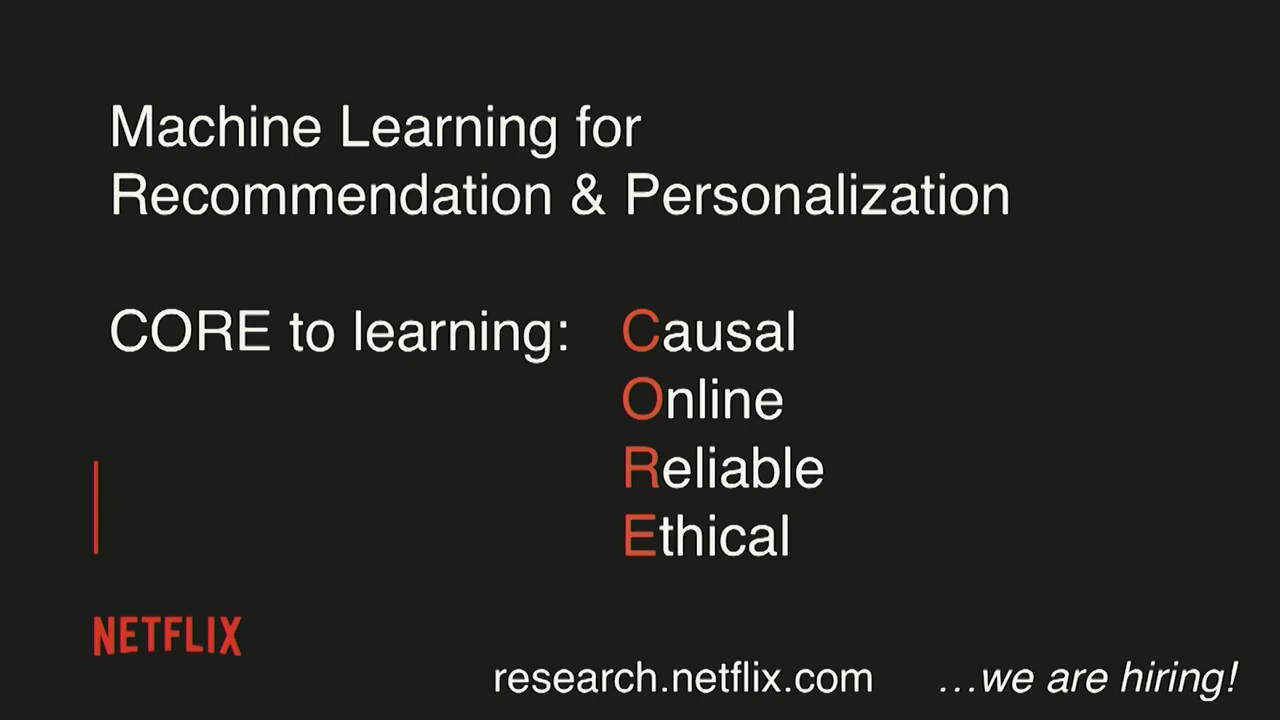 Machine Learning for
Recommendation & Personalization
CORE to learning: Causal
Online
Reliable
Ethical
NETFLIX
research.netflix.com ...we are hiring!